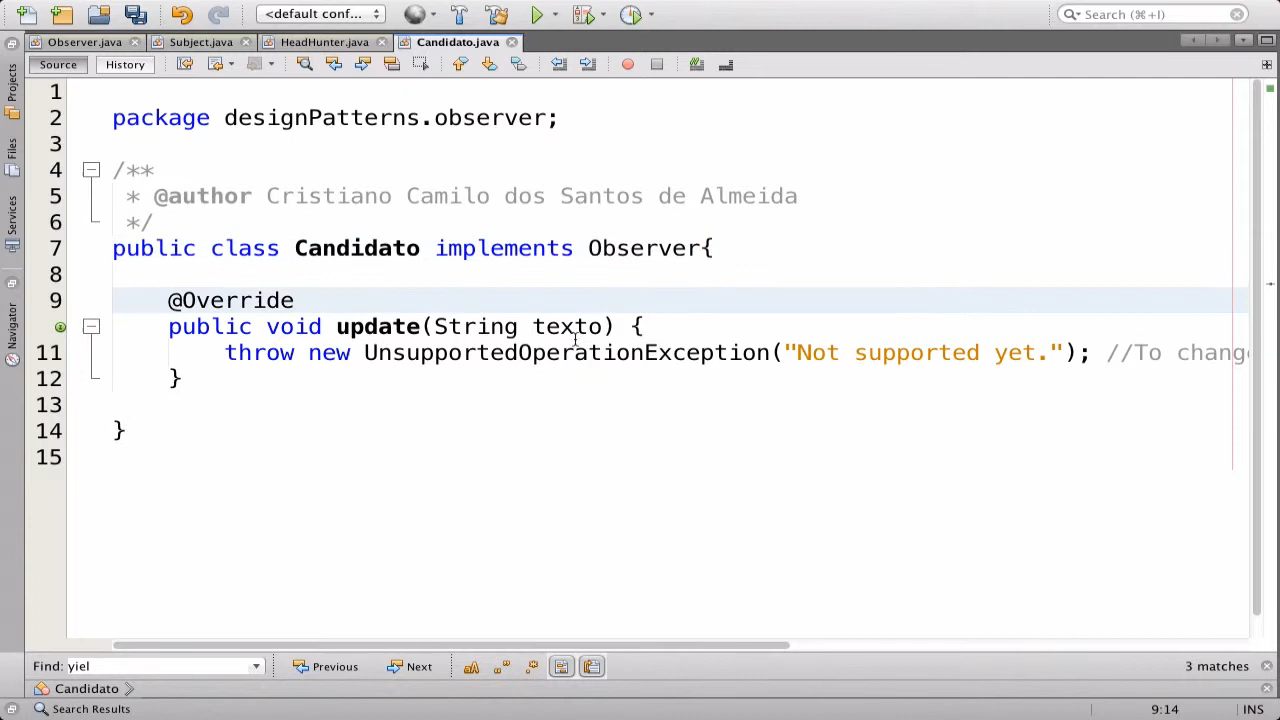 <default conf...
Search (⌘+I)
Observer.java
Subject.java
HeadHunter.java
Candidato.java
Source
History
Projects
Files
Services
Navigator
1
2 package designPatterns.observer;
3
4 /**
5 * @author Cristiano Camilo dos Santos de Almeida
6 */
7 public class Candidato implements Observer{
8
9 @Override
public void update(String texto) {
11 throw new UnsupportedOperationException("Not supported yet."); //To change
12 }
13
14 }
15
Find: yiel
Previous
Next
3 matches
Candidato
Search Results
9:14
INS